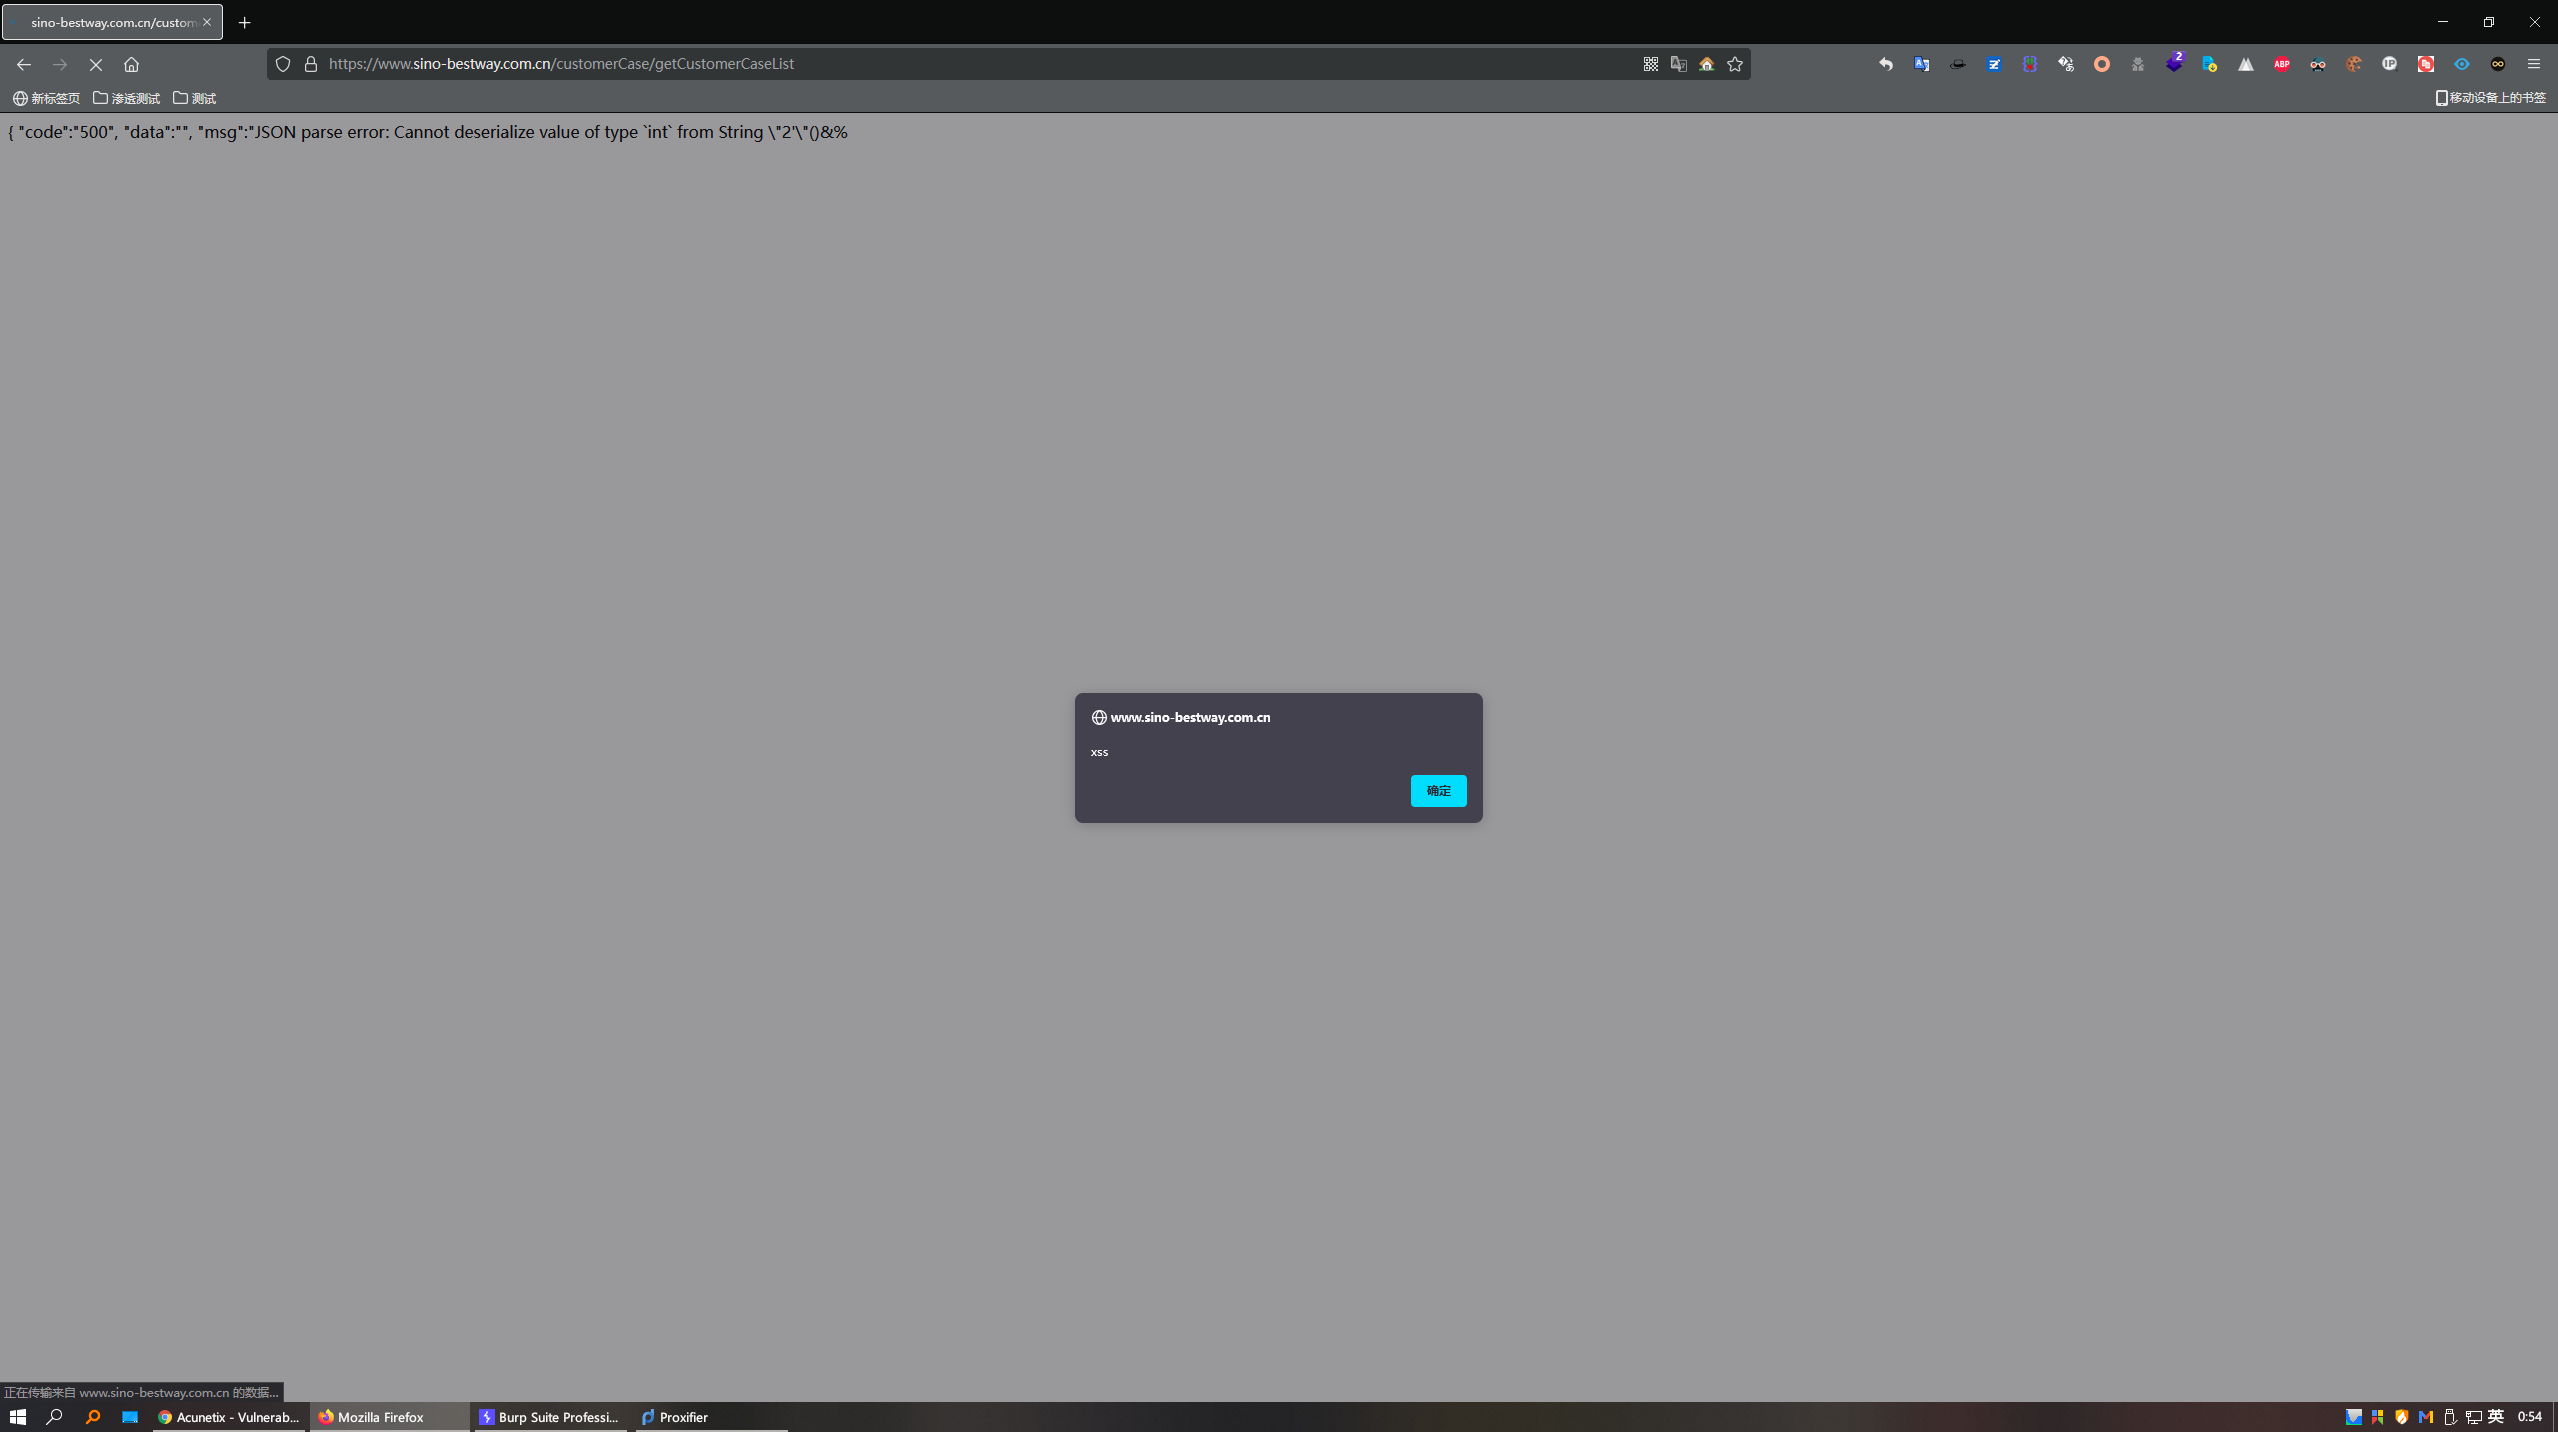 sino-bestway.com.cn/custom
https://www.sino-bestway.com.cn/customerCase/getCustomerCaseList
2
ABP
IP
新标签页
渗透测试
测试
移动设备上的书签
{ "code":"500", "data":"", "msg":"JSON parse error: Cannot deserialize value of type `int` from String \"2'\"()&%
www.sino-bestway.com.cn
xss
确定
正在传输来自 www.sino-bestway.com.cn 的数据...
Acunetix - Vulnerab...
Mozilla Firefox
Burp Suite Professi...
Proxifier
英
0:54